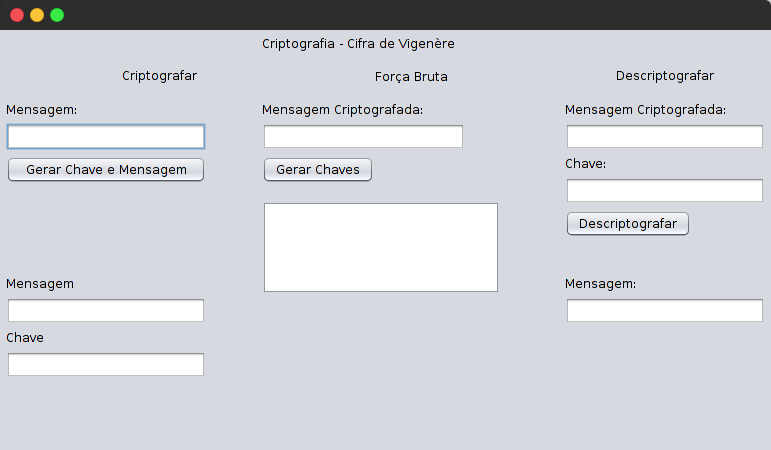 Criptografia - Cifra de Vigenère
Criptografar
Força Bruta
Descriptografar
Mensagem:
Mensagem Criptografada:
Mensagem Criptografada:
Gerar Chave e Mensagem
Gerar Chaves
Chave:
Descriptografar
Mensagem
Mensagem:
Chave